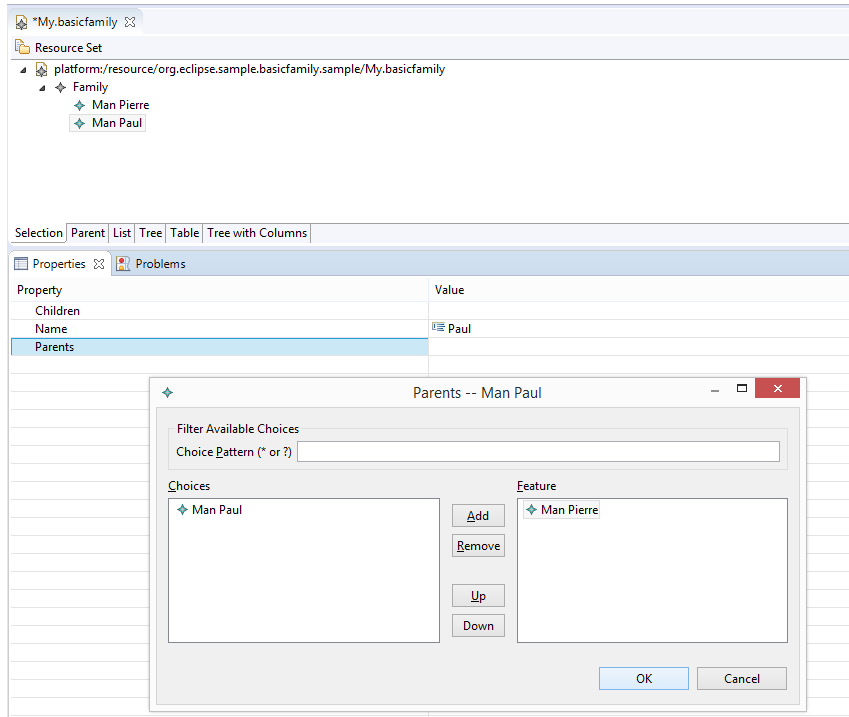 *My.basicfamily
Resource Set
platform:/resource/org.eclipse.sample.basicfamily.sample/My.basicfamily
Family
Man Pierre
Man Paul
Selection Parent List Tree Table Tree with Columns
Properties Problems
Property Value
Children
Name Paul
Parents
Parents -- Man Paul
Filter Available Choices
Choice Pattern (* or ?)
Choices Feature
Man Paul Add Man Pierre
Remove
Up
Down
OK Cancel